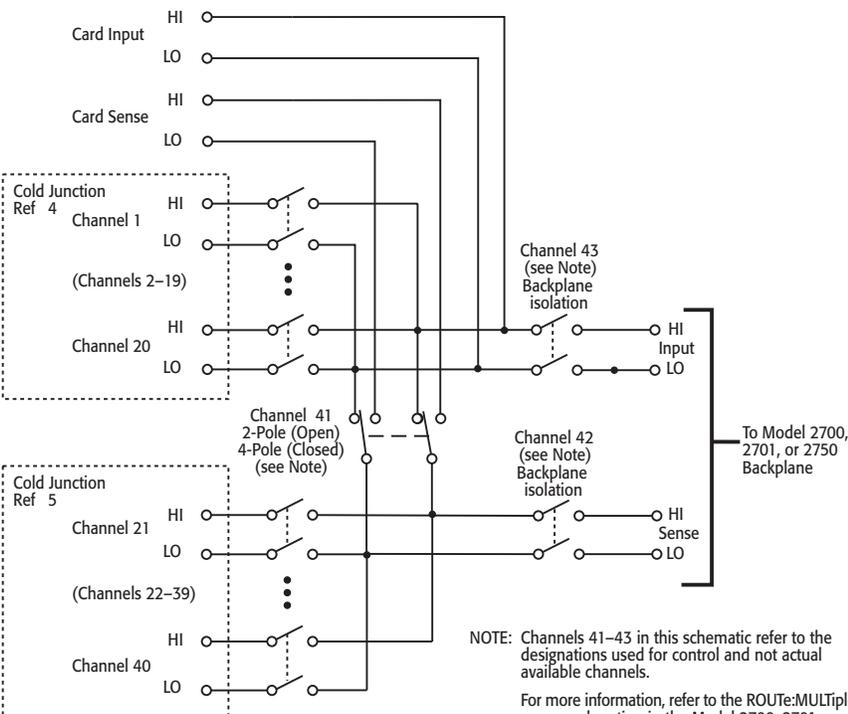 Card Input
HI
LO
Card Sense
HI
LO
Cold Junction
Ref 4
Channel 1
HI
LO
(Channels 2–19)
Channel 20
HI
LO
Channel 43
(see Note)
Backplane
isolation
HI
Input
LO
Channel 41
2-Pole (Open)
4-Pole (Closed)
(see Note)
Channel 42
(see Note)
Backplane
isolation
To Model 2700,
2701, or 2750
Backplane
Cold Junction
Ref 5
Channel 21
HI
LO
HI
Sense
LO
(Channels 22–39)
Channel 40
HI
LO
NOTE: Channels 41–43 in this schematic refer to the
designations used for control and not actual
available channels.
For more information, refer to the ROUTe:MULTipl